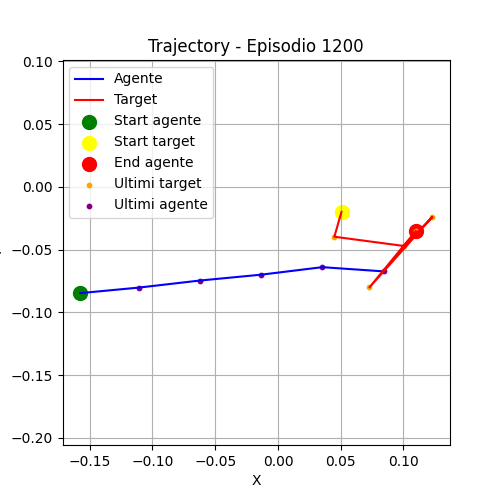 Trajectory - Episodio 1200
Agente
Target
Start agente
Start target
End agente
Ultimi target
Ultimi agente
0.10
0.05
0.00
−0.05
−0.10
−0.15
−0.20
−0.15
−0.10
−0.05
0.00
0.05
0.10
X